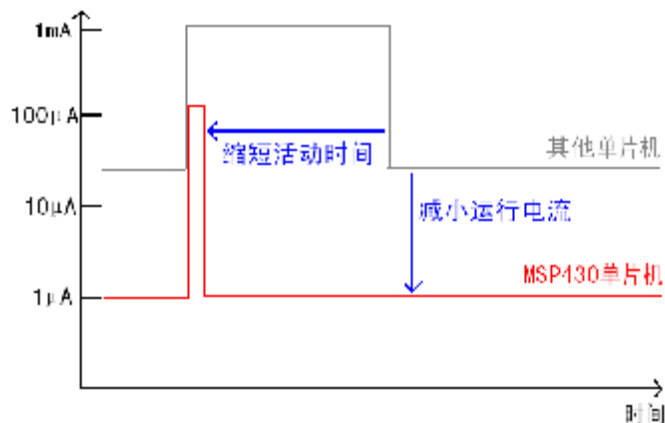 1mA
100μA
缩短活动时间
其他单片机
10μA
减小运行电流
MSP430单片机
1μA
时间